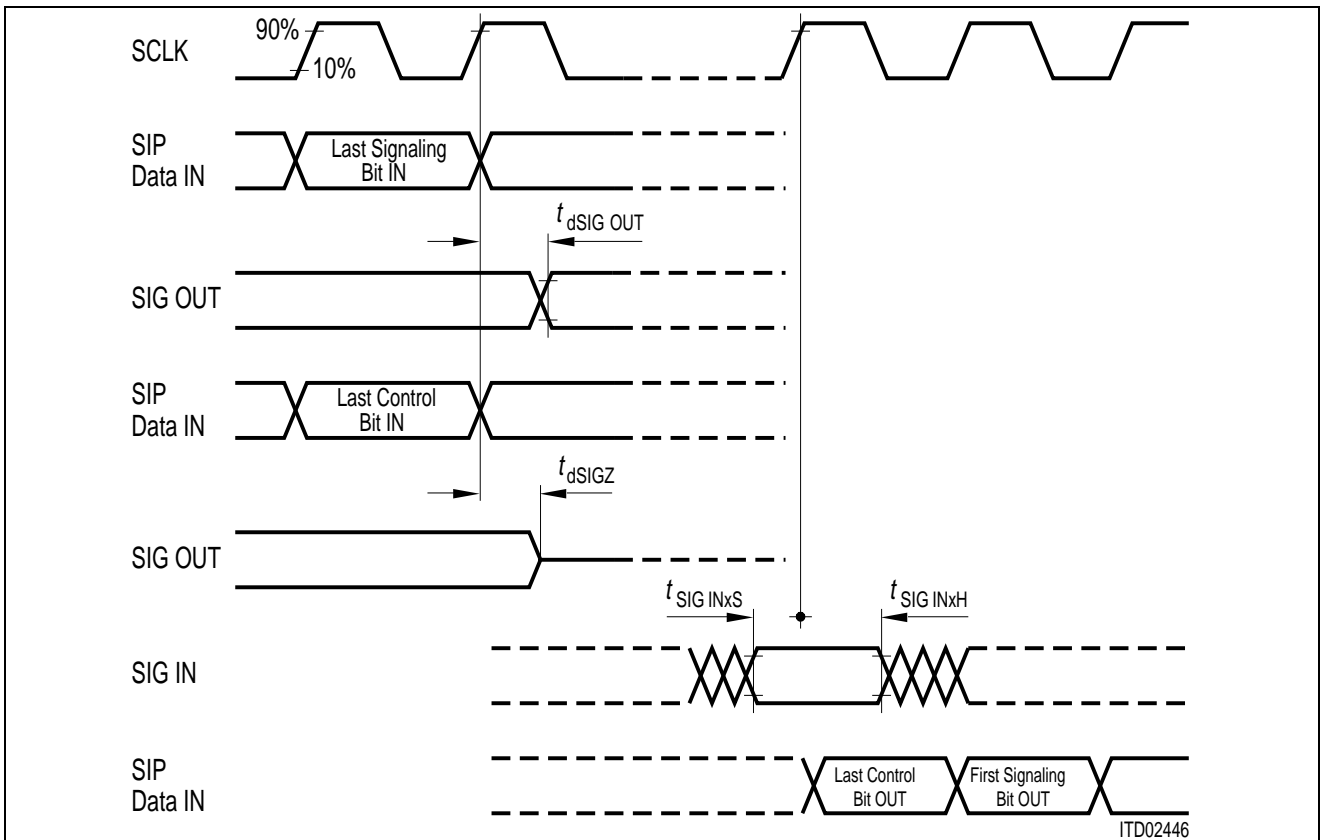 SCLK
90%
10%
SIP
Data IN
Last Signaling
Bit IN
t dSIG OUT
SIG OUT
SIP
Data IN
Last Control
Bit IN
t dSIGZ
SIG OUT
t SIG INxS
t SIG INxH
SIG IN
SIP
Data IN
Last Control
Bit OUT
First Signaling
Bit OUT
ITD02446